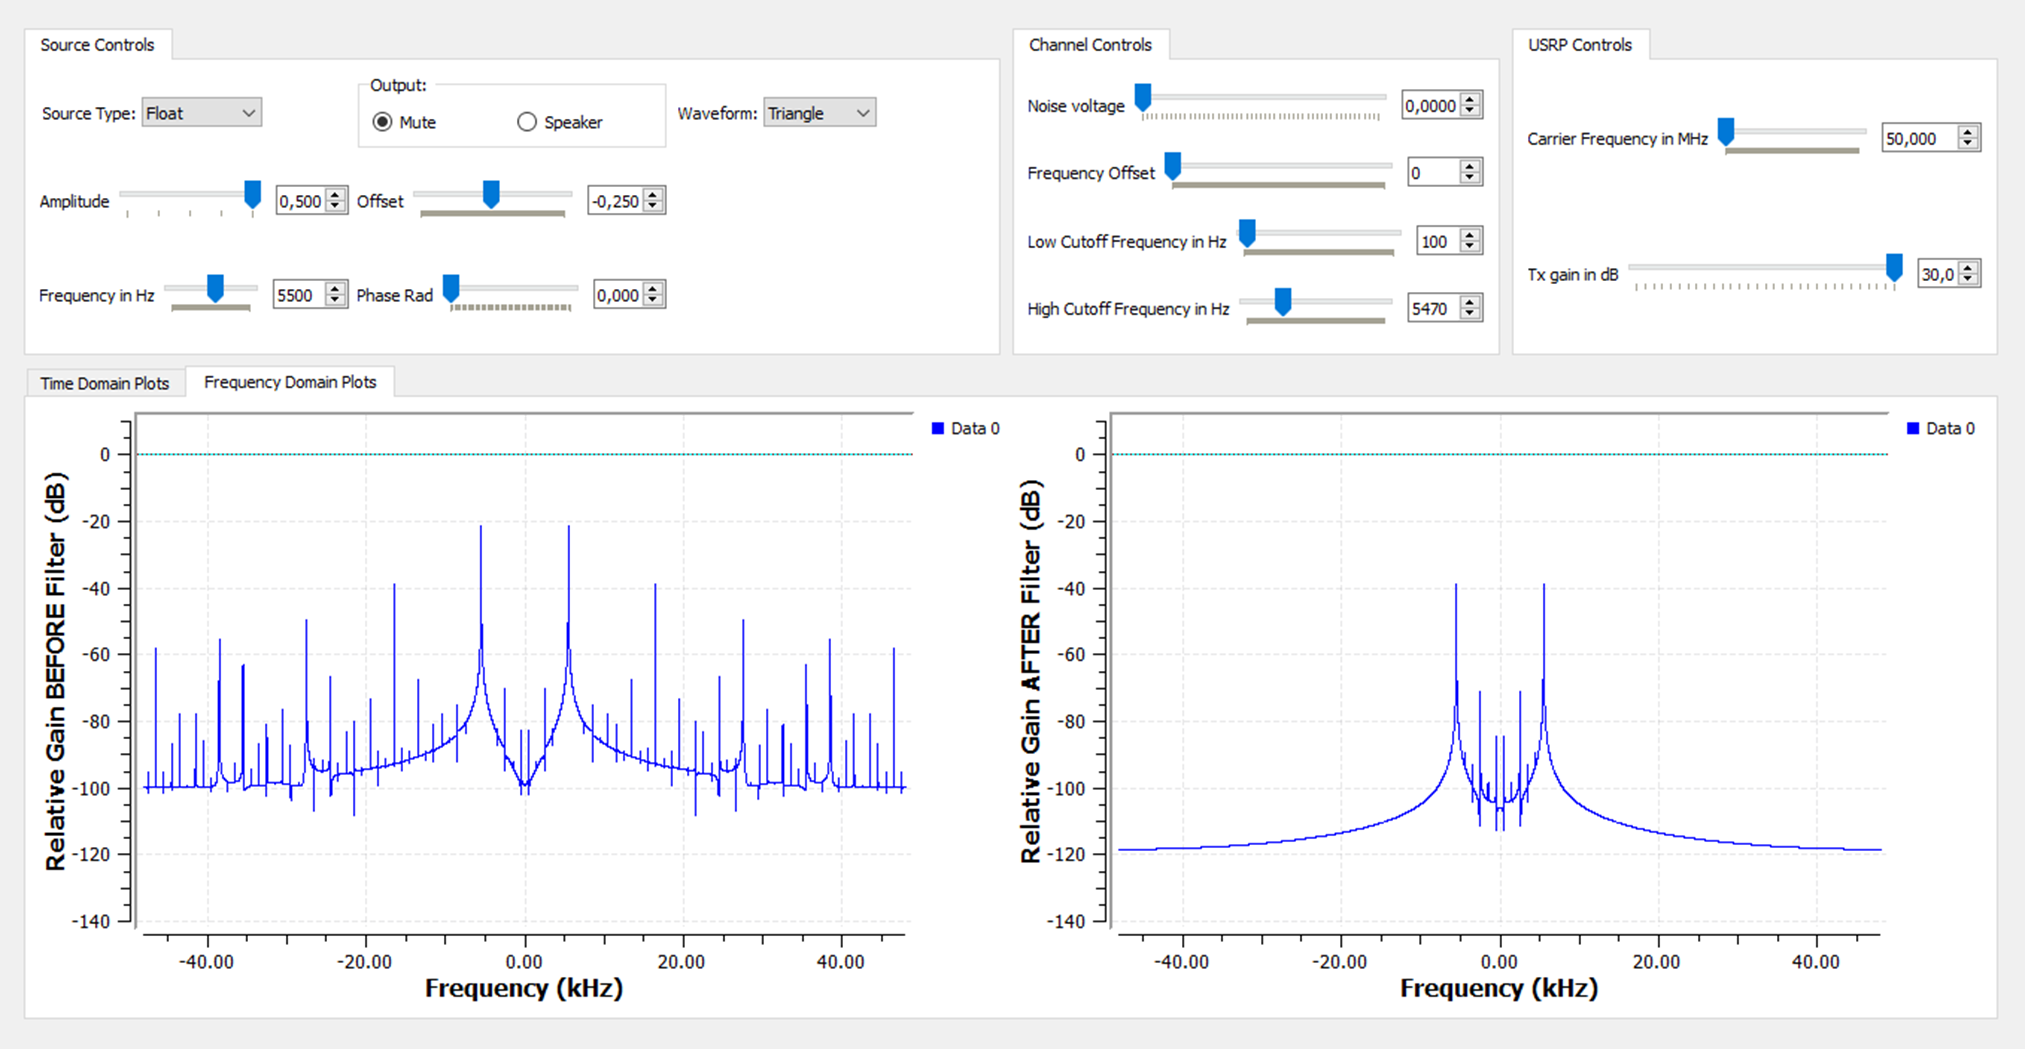 Source Controls
Source Type: Float
Output:
Mute
Speaker
Waveform: Triangle
Amplitude 0,500
Offset -0,250
Frequency in Hz 5500
Phase Rad 0,000
Channel Controls
Noise voltage 0,0000
Frequency Offset 0
Low Cutoff Frequency in Hz 100
High Cutoff Frequency in Hz 5470
USRP Controls
Carrier Frequency in MHz 50,000
Tx gain in dB 30,0
Time Domain Plots
Frequency Domain Plots
Relative Gain BEFORE Filter (dB)
0
-20
-40
-60
-80
-100
-120
-140
-40.00 -20.00 0.00 20.00 40.00
Frequency (kHz)
Data 0
Relative Gain AFTER Filter (dB)
0
-20
-40
-60
-80
-100
-120
-140
-40.00 -20.00 0.00 20.00 40.00
Frequency (kHz)
Data 0